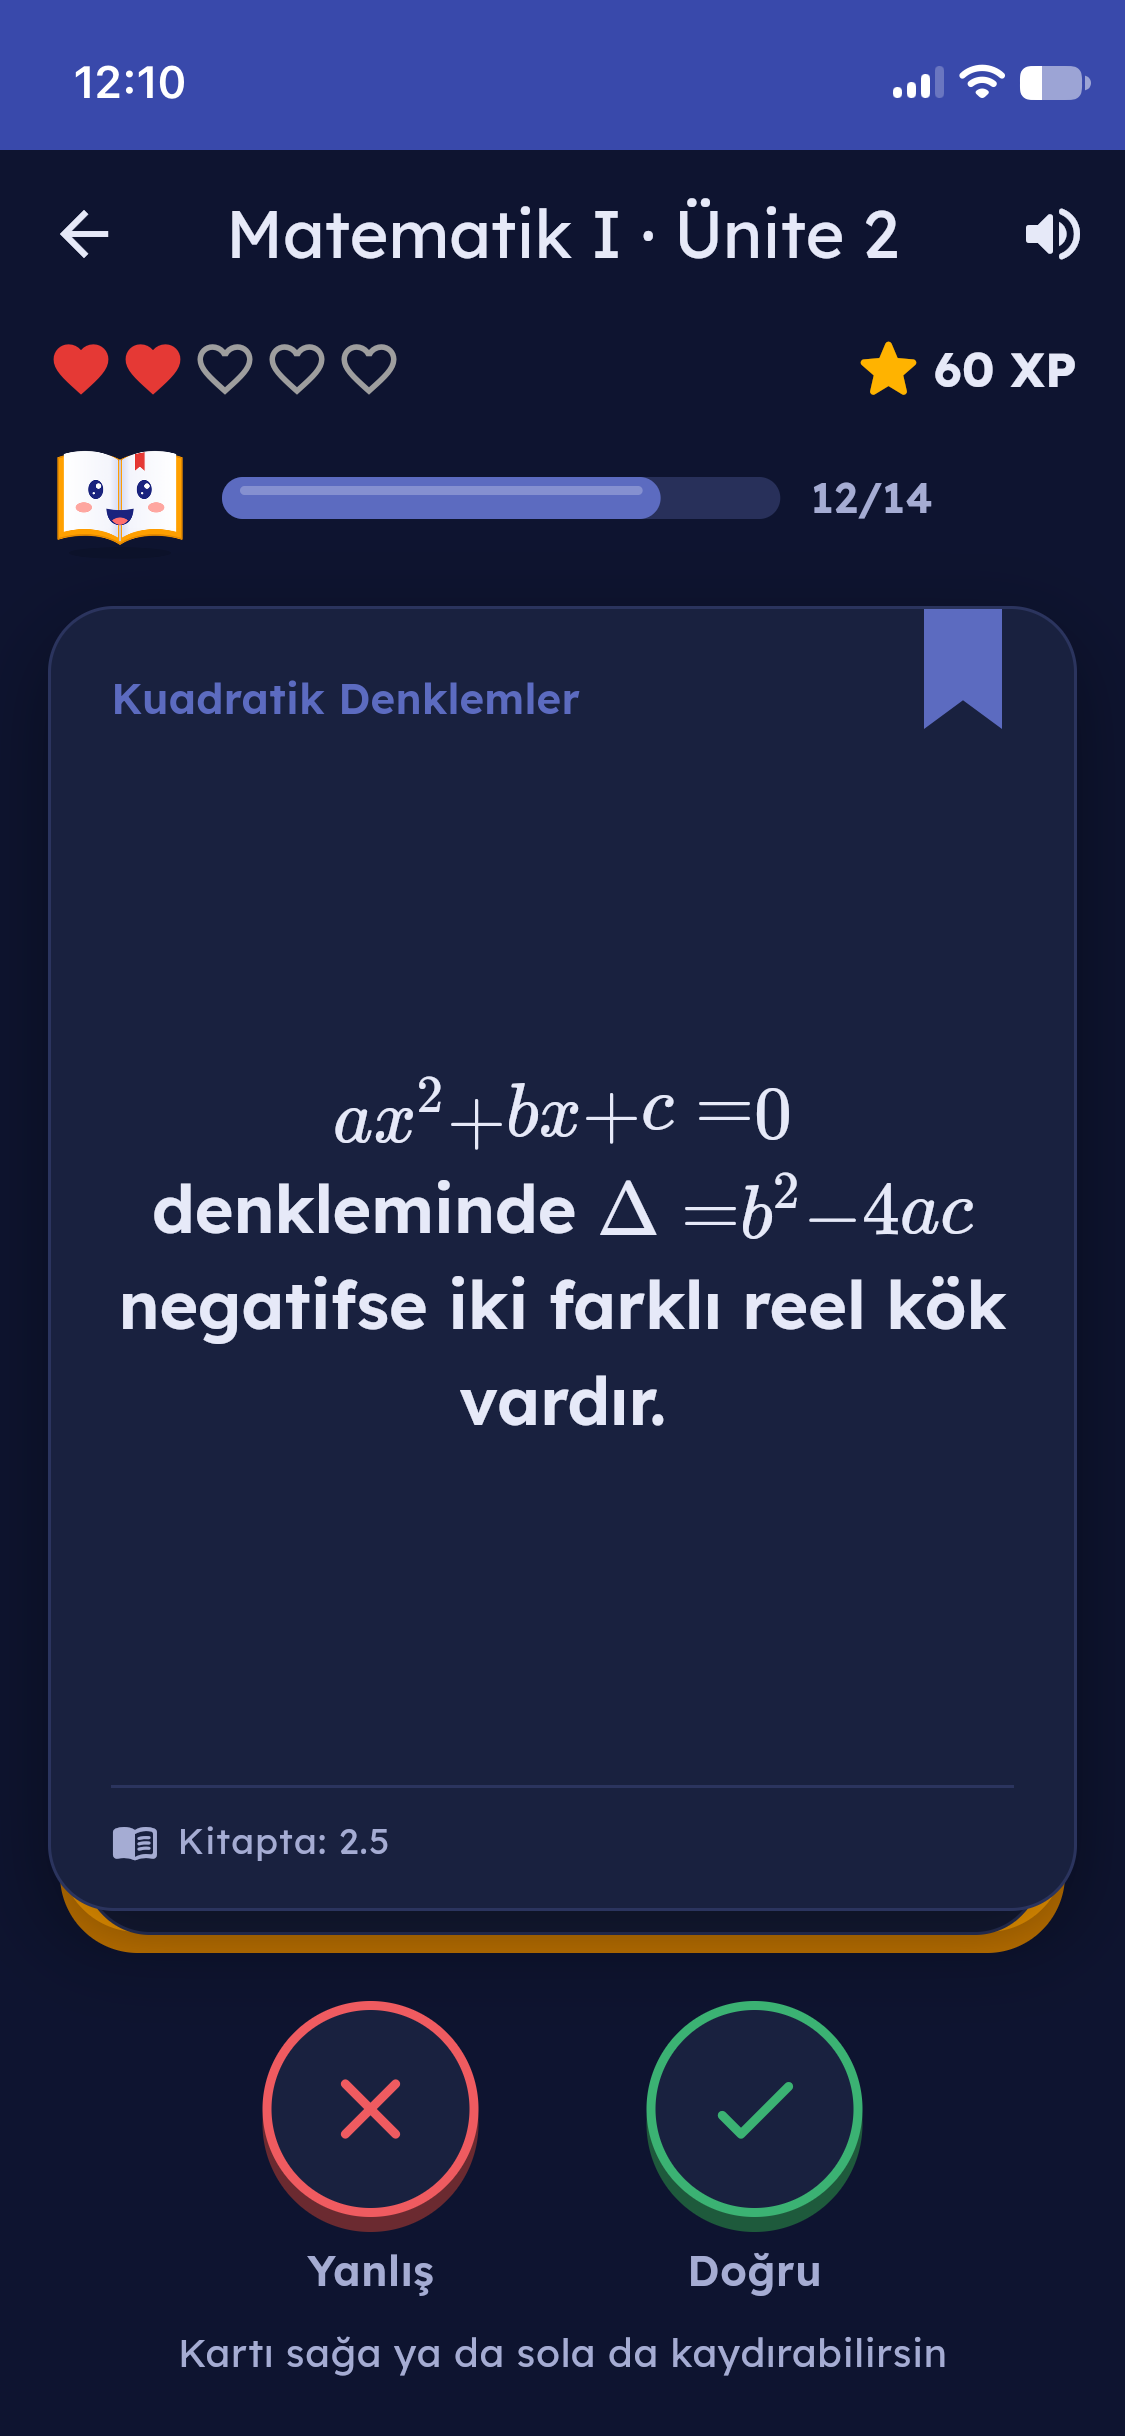 12:10
Matematik I · Ünite 2
60 XP
12/14
Kuadratik Denklemler
ax²+bx+c =0
denkleminde Δ =b²−4ac
negatifse iki farklı reel kök
vardır.
Kitapta: 2.5
Yanlış
Doğru
Kartı sağa ya da sola da kaydırabilirsin